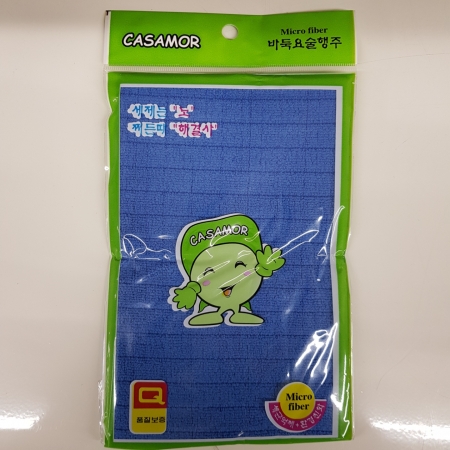 CASAMOR
Micro fiber
바둑요술행주
세제는 "노"
찌든때 "해결사"
CASAMOR
Q
품질보증
Micro
fiber